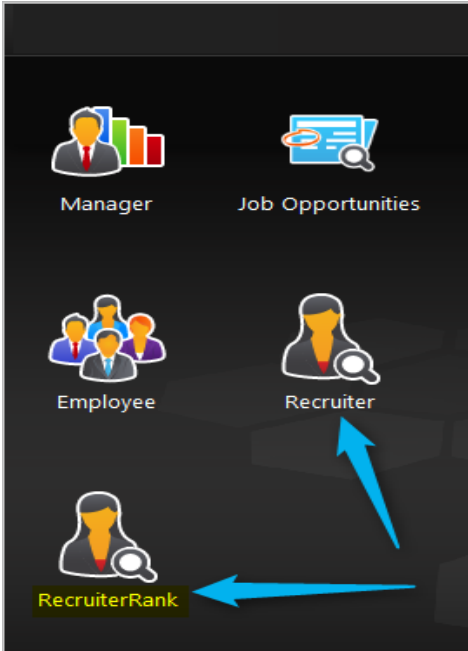 Manager
Job Opportunities
Employee
Recruiter
RecruiterRank